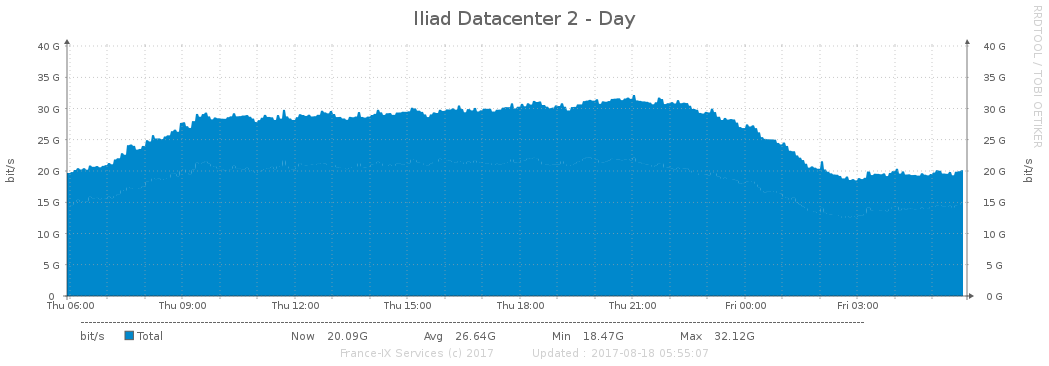 Iliad Datacenter 2 - Day
RRDTOOL / TOBI OETIKER
40 G 40 G
35 G 35 G
30 G 30 G
25 G 25 G
20 G 20 G
15 G 15 G
10 G 10 G
5 G 5 G
0 0 G
bit/s bit/s
Thu 06:00 Thu 09:00 Thu 12:00 Thu 15:00 Thu 18:00 Thu 21:00 Fri 00:00 Fri 03:00
bit/s Total Now 20.09G Avg 26.64G Min 18.47G Max 32.12G
France-IX Services (c) 2017 Updated : 2017-08-18 05:55:07